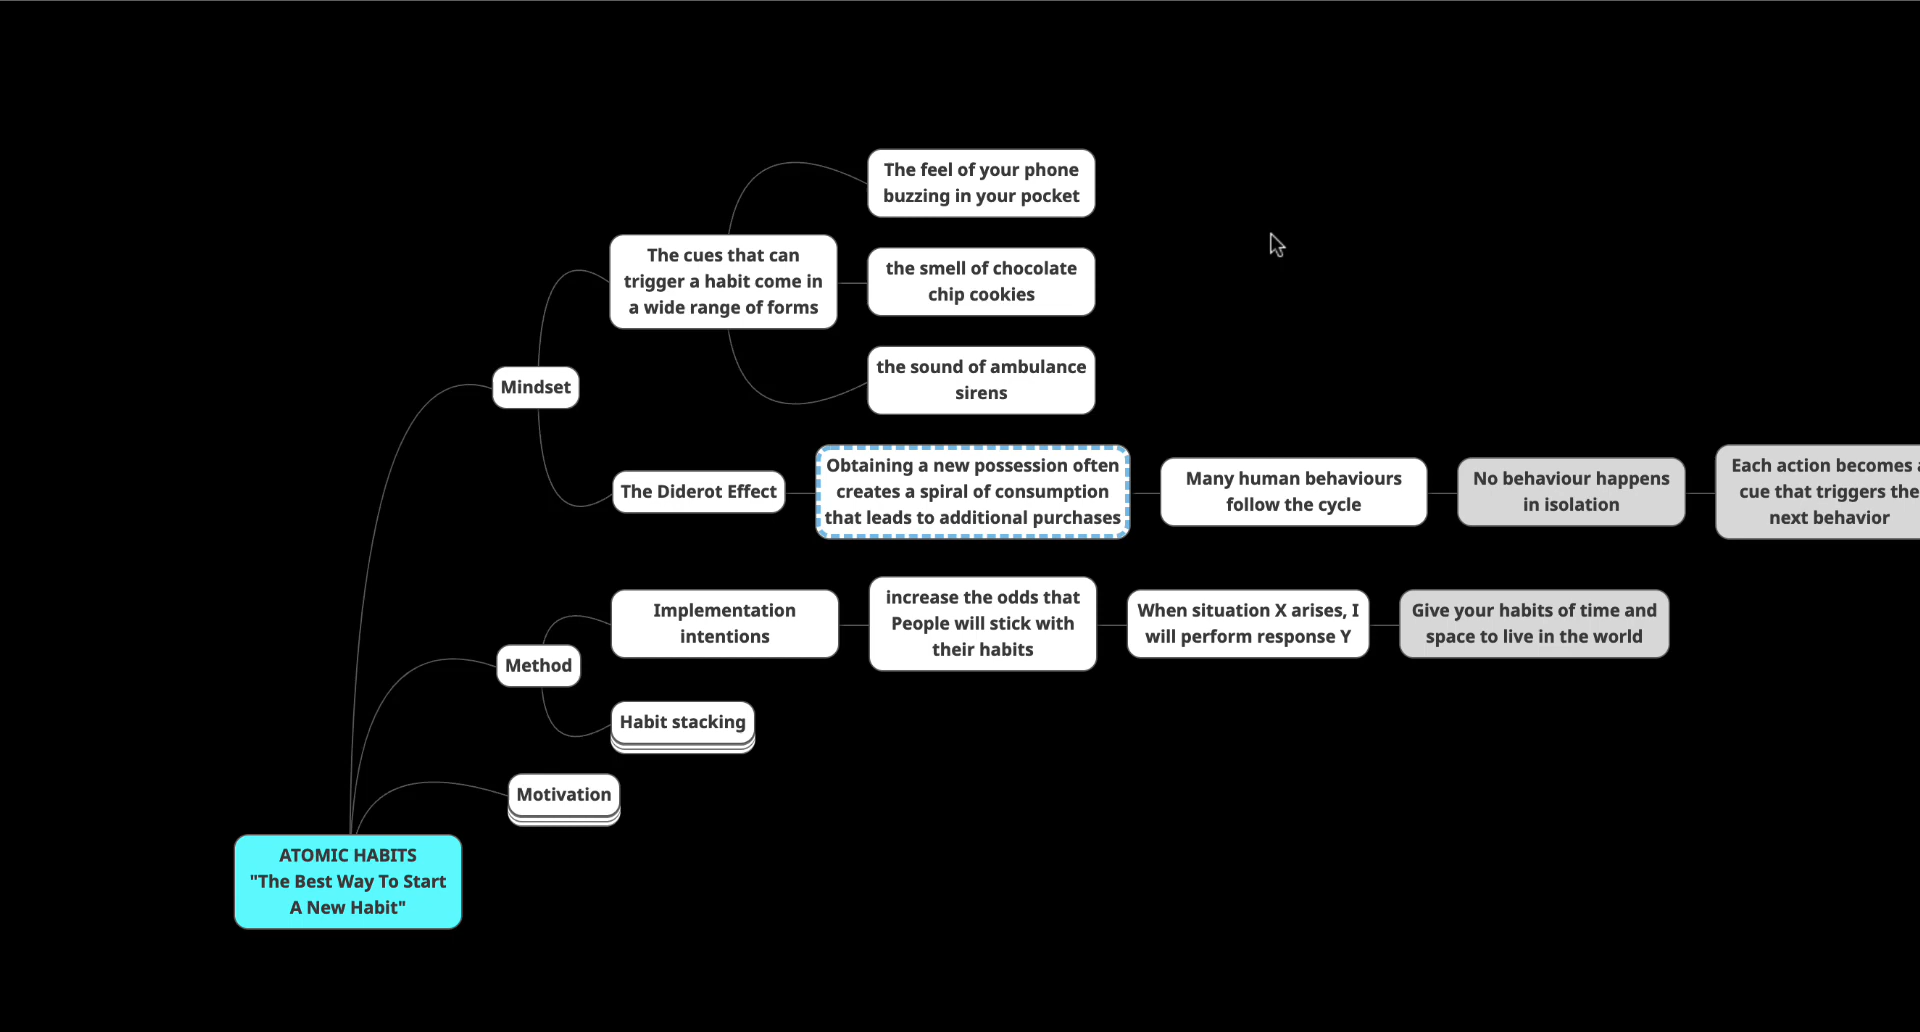 The feel of your phone
buzzing in your pocket
The cues that can
trigger a habit come in
a wide range of forms
the smell of chocolate
chip cookies
the sound of ambulance
sirens
Mindset
The Diderot Effect
Obtaining a new possession often
creates a spiral of consumption
that leads to additional purchases
Many human behaviours
follow the cycle
No behaviour happens
in isolation
Each action becomes a
cue that triggers the
next behavior
Implementation
intentions
increase the odds that
People will stick with
their habits
When situation X arises, I
will perform response Y
Give your habits of time and
space to live in the world
Method
Habit stacking
Motivation
ATOMIC HABITS
"The Best Way To Start
A New Habit"